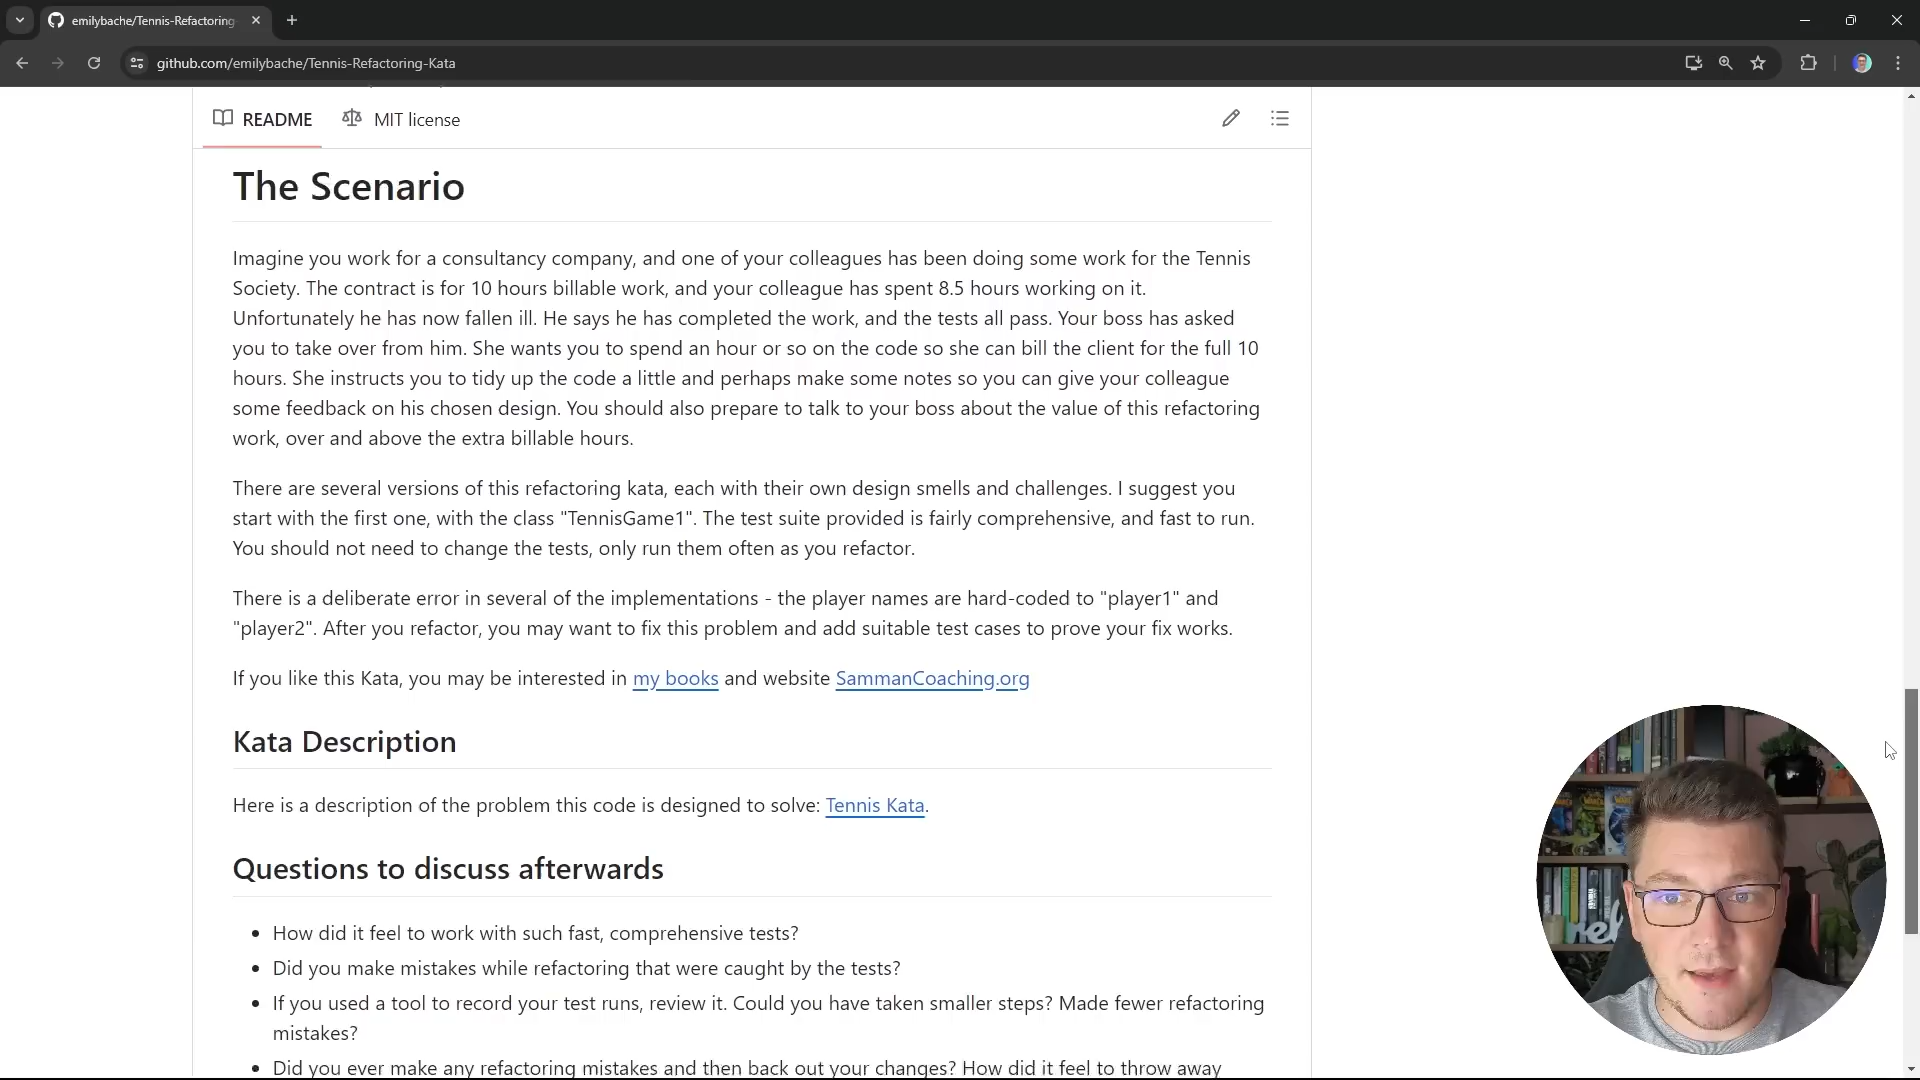 emilybache/Tennis-Refactoring
github.com/emilybache/Tennis-Refactoring-Kata
README
MIT license
The Scenario
Imagine you work for a consultancy company, and one of your colleagues has been doing some work for the Tennis
Society. The contract is for 10 hours billable work, and your colleague has spent 8.5 hours working on it.
Unfortunately he has now fallen ill. He says he has completed the work, and the tests all pass. Your boss has asked
you to take over from him. She wants you to spend an hour or so on the code so she can bill the client for the full 10
hours. She instructs you to tidy up the code a little and perhaps make some notes so you can give your colleague
some feedback on his chosen design. You should also prepare to talk to your boss about the value of this refactoring
work, over and above the extra billable hours.
There are several versions of this refactoring kata, each with their own design smells and challenges. I suggest you
start with the first one, with the class "TennisGame1". The test suite provided is fairly comprehensive, and fast to run.
You should not need to change the tests, only run them often as you refactor.
There is a deliberate error in several of the implementations - the player names are hard-coded to "player1" and
"player2". After you refactor, you may want to fix this problem and add suitable test cases to prove your fix works.
If you like this Kata, you may be interested in my books and website SammanCoaching.org
Kata Description
Here is a description of the problem this code is designed to solve: Tennis Kata.
Questions to discuss afterwards
• How did it feel to work with such fast, comprehensive tests?
• Did you make mistakes while refactoring that were caught by the tests?
• If you used a tool to record your test runs, review it. Could you have taken smaller steps? Made fewer refactoring
mistakes?
• Did you ever make any refactoring mistakes and then back out your changes? How did it feel to throw away